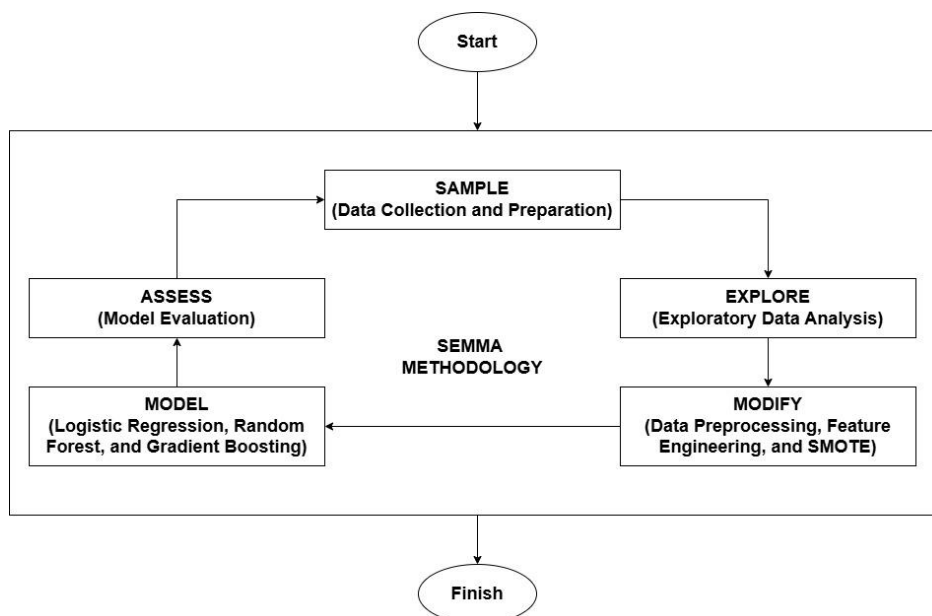 Start
SAMPLE
(Data Collection and Preparation)
ASSESS
(Model Evaluation)
EXPLORE
(Exploratory Data Analysis)
SEMMA
METHODOLOGY
MODEL
(Logistic Regression, Random
Forest, and Gradient Boosting)
MODIFY
(Data Preprocessing, Feature
Engineering, and SMOTE)
Finish